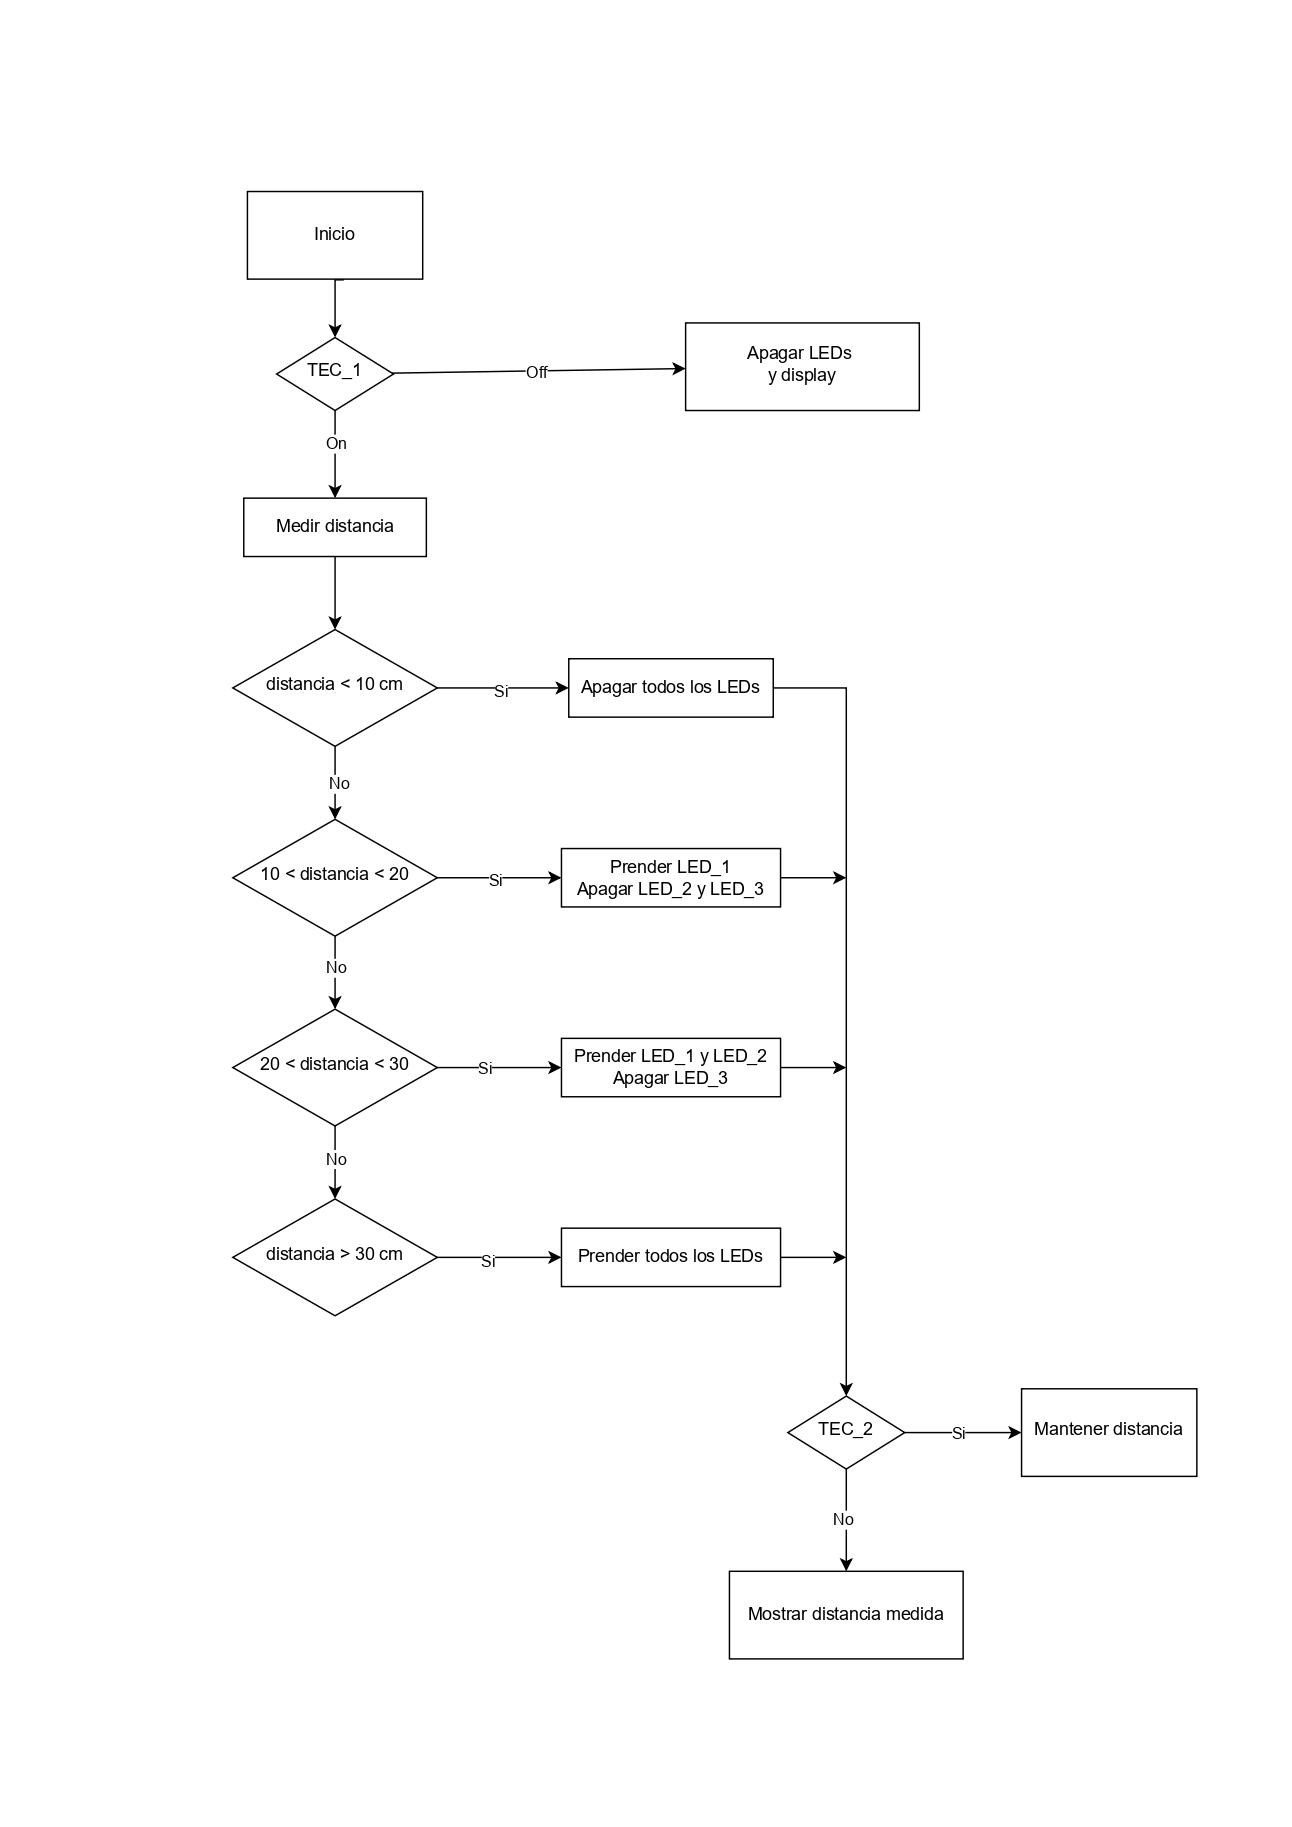 Inicio
TEC_1
Off
Apagar LEDs
y display
On
Medir distancia
distancia < 10 cm
Si
Apagar todos los LEDs
No
10 < distancia < 20
Si
Prender LED_1
Apagar LED_2 y LED_3
No
20 < distancia < 30
Si
Prender LED_1 y LED_2
Apagar LED_3
No
distancia > 30 cm
Si
Prender todos los LEDs
TEC_2
Si
Mantener distancia
No
Mostrar distancia medida